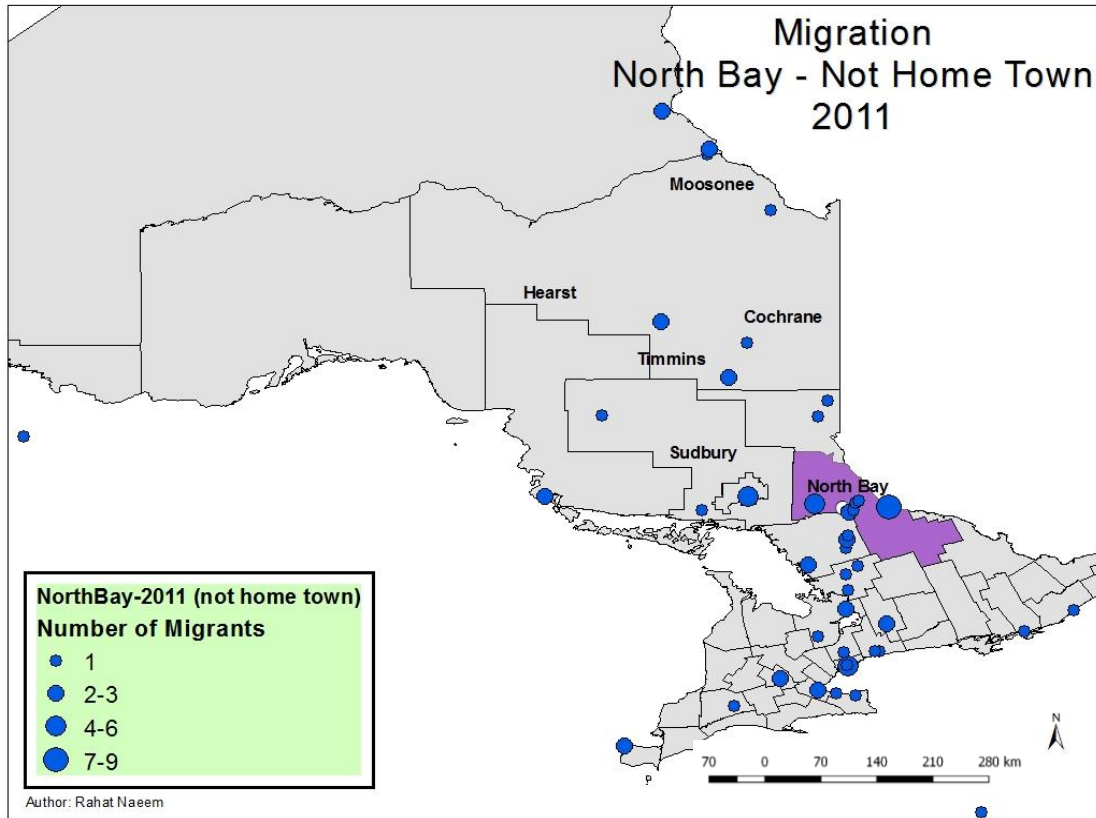 Migration
North Bay - Not Home Town
2011
Moosonee
Hearst
Cochrane
Timmins
Sudbury
North Bay
NorthBay-2011 (not home town)
Number of Migrants
1
2-3
4-6
7-9
N
70 0 70 140 210 280 km
Author: Rahat Naeem